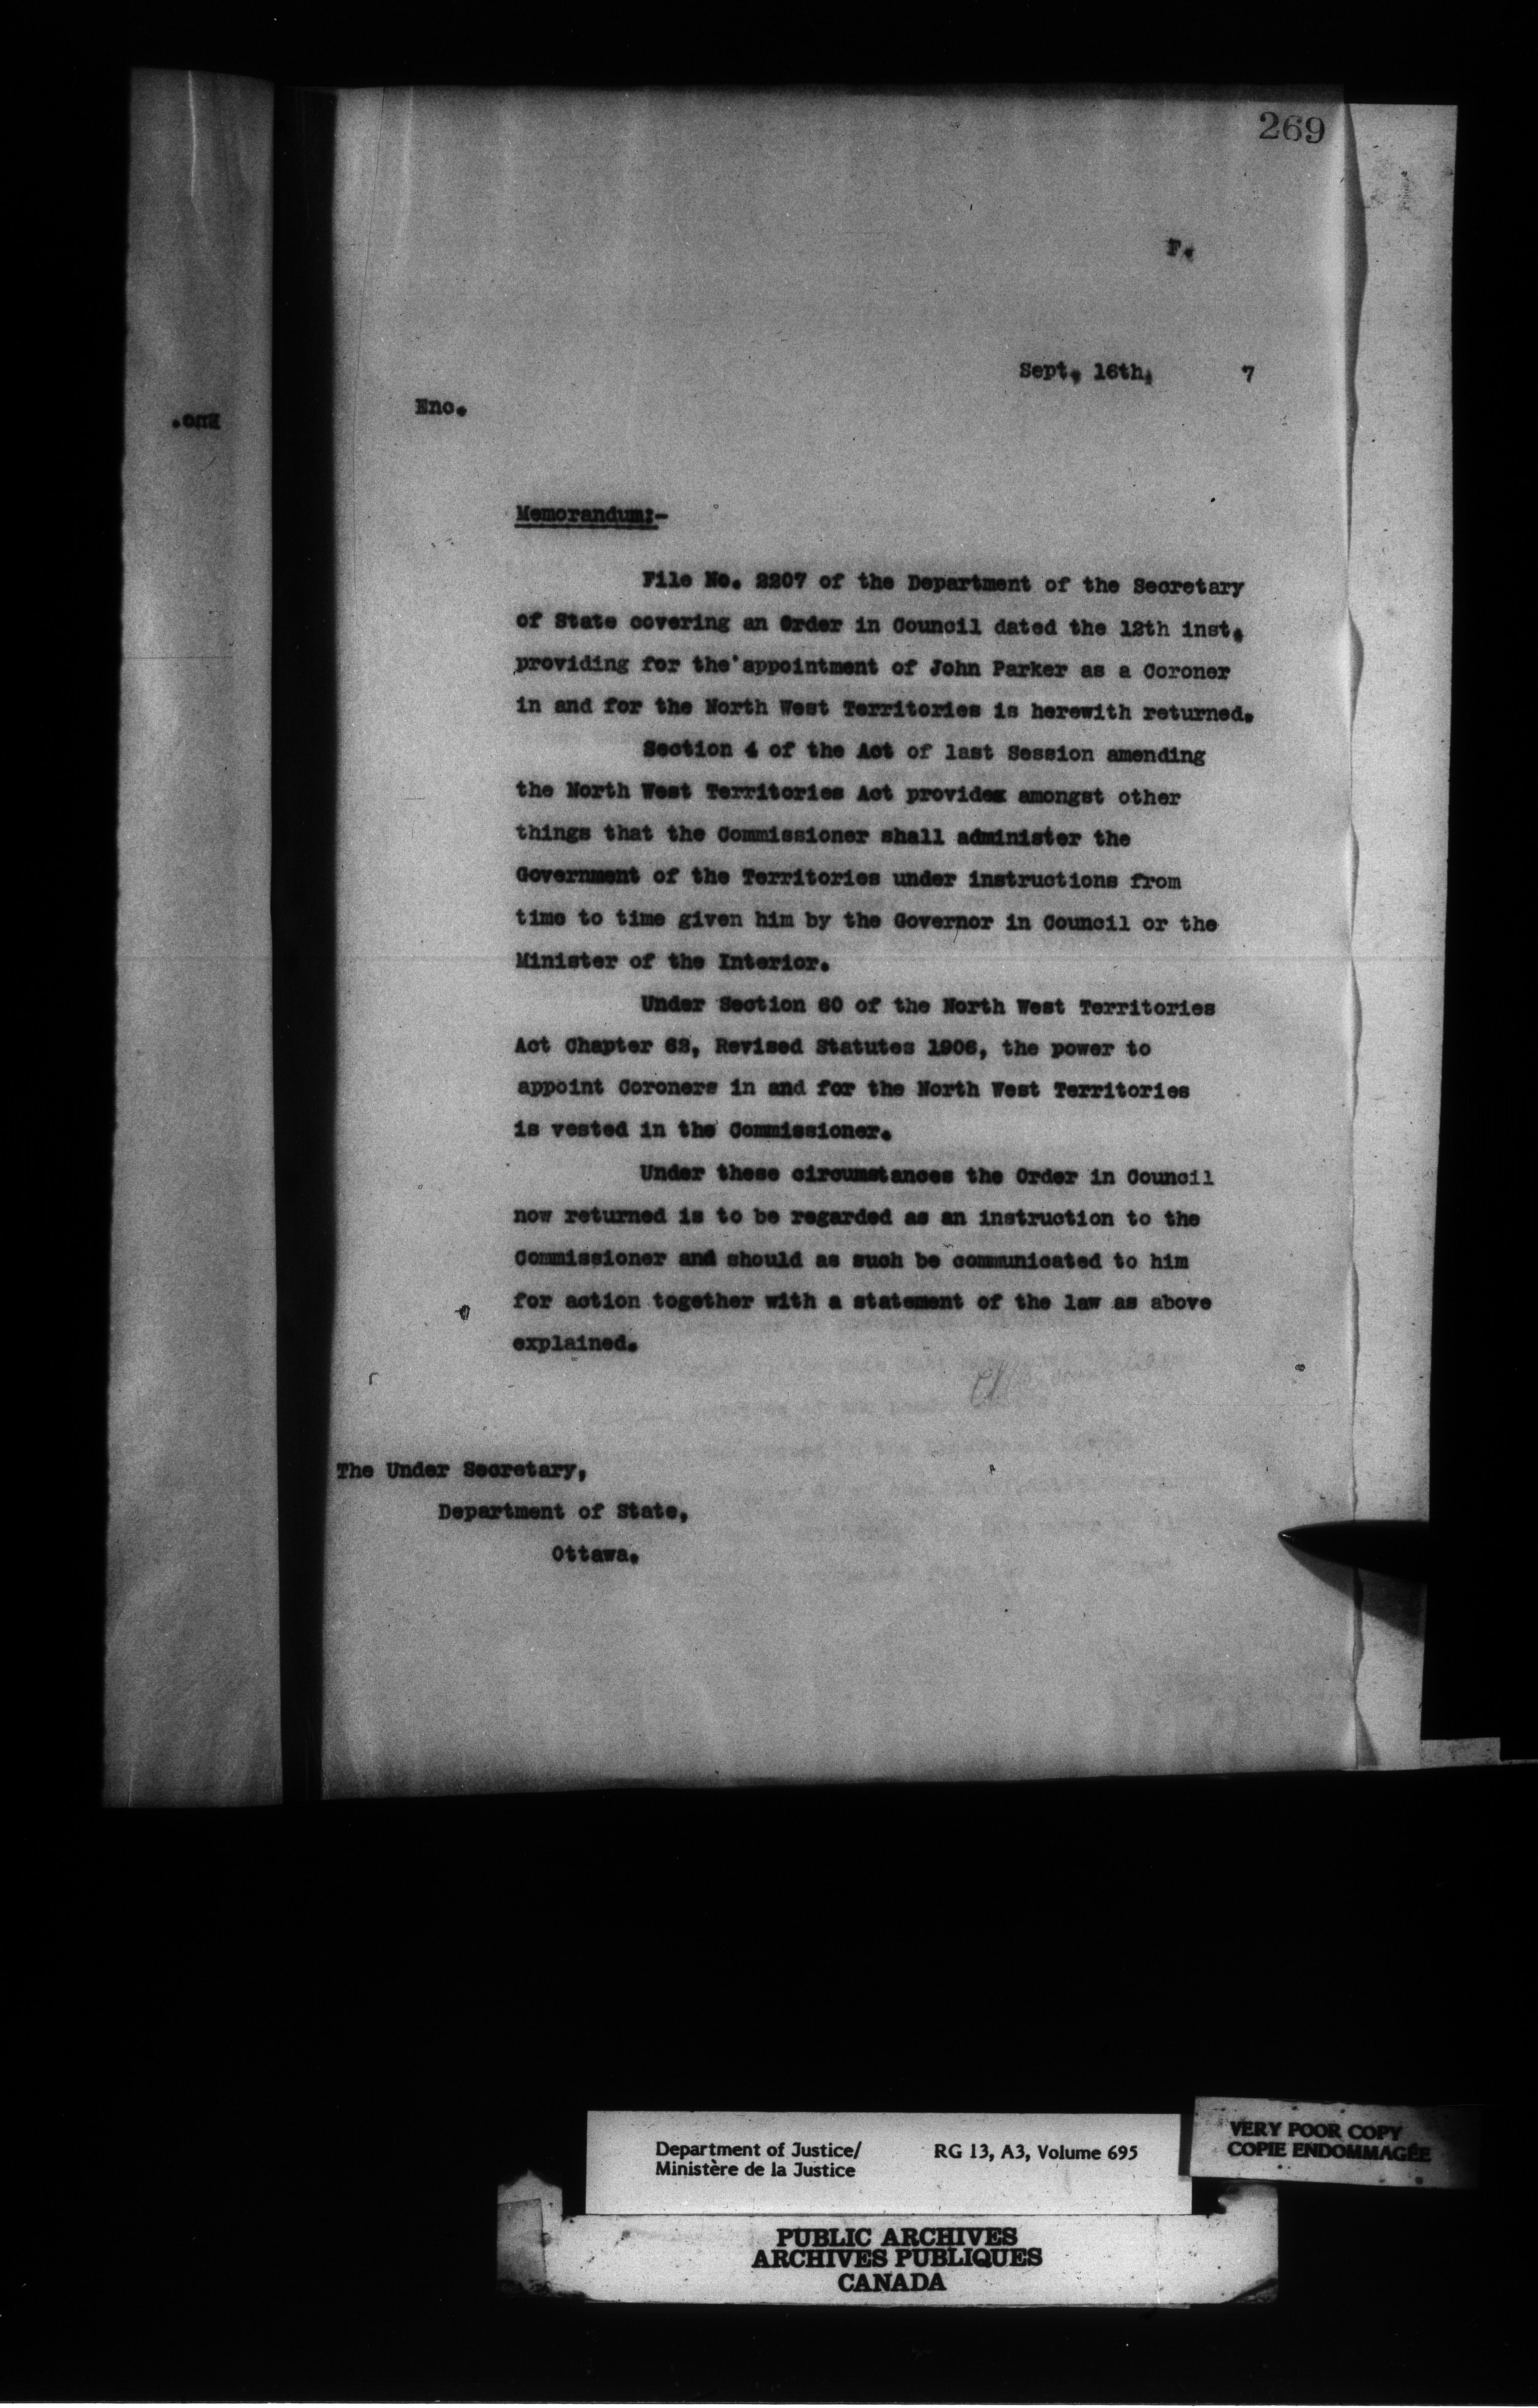 269
F.
Sept. 16th, 7
Enc.
Memorandum:-
File No. 2207 of the Department of the Secretary
of State covering an Order in Council dated the 12th inst.
providing for the appointment of John Parker as a Coroner
in and for the North West Territories is herewith returned.
Section 4 of the Act of last Session amending
the North West Territories Act provides amongst other
things that the Commissioner shall administer the
Government of the Territories under instructions from
time to time given him by the Governor in Council or the
Minister of the Interior.
Under Section 60 of the North West Territories
Act Chapter 62, Revised Statutes 1906, the power to
appoint Coroners in and for the North West Territories
is vested in the Commissioner.
Under these circumstances the Order in Council
now returned is to be regarded as an instruction to the
Commissioner and should as such be communicated to him
for action together with a statement of the law as above
explained.
The Under Secretary,
Department of State,
Ottawa.
Department of Justice/ RG 13, A3, Volume 695
Ministère de la Justice
VERY POOR COPY
COPIE ENDOMMAGÉE
PUBLIC ARCHIVES
ARCHIVES PUBLIQUES
CANADA